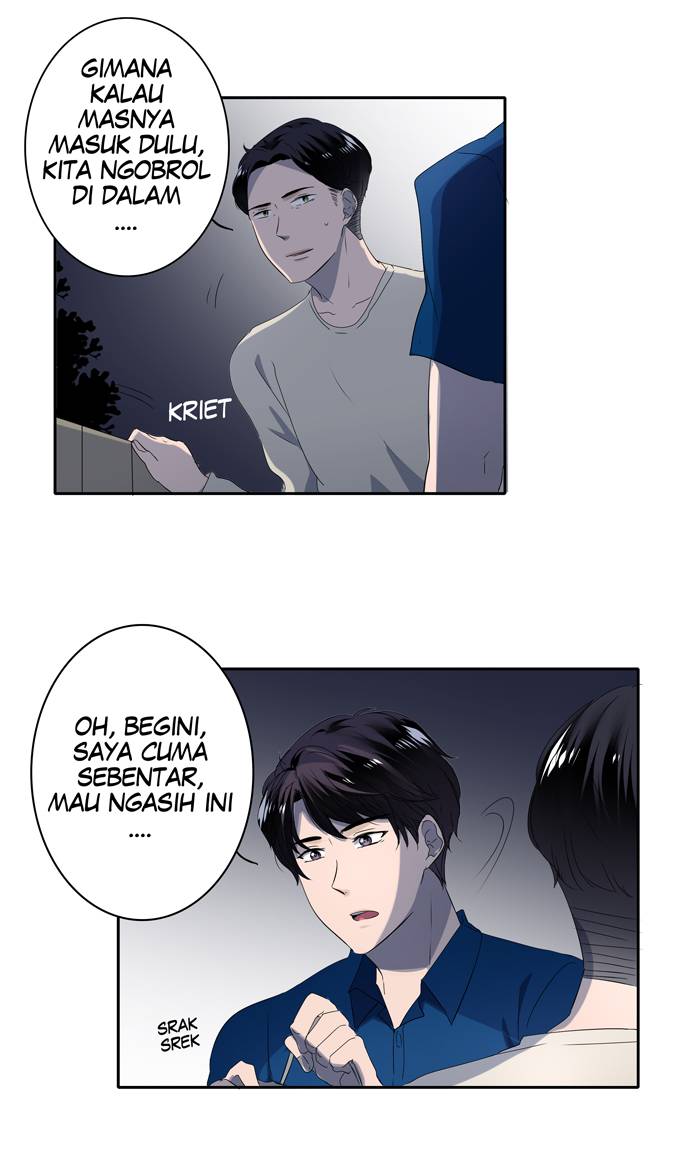 GIMANA
KALAU
MASNYA
MASUK DULU,
KITA NGOBROL
DI DALAM
....
KRIET
OH, BEGINI,
SAYA CUMA
SEBENTAR,
MAU NGASIH INI
....
SRAK
SREK